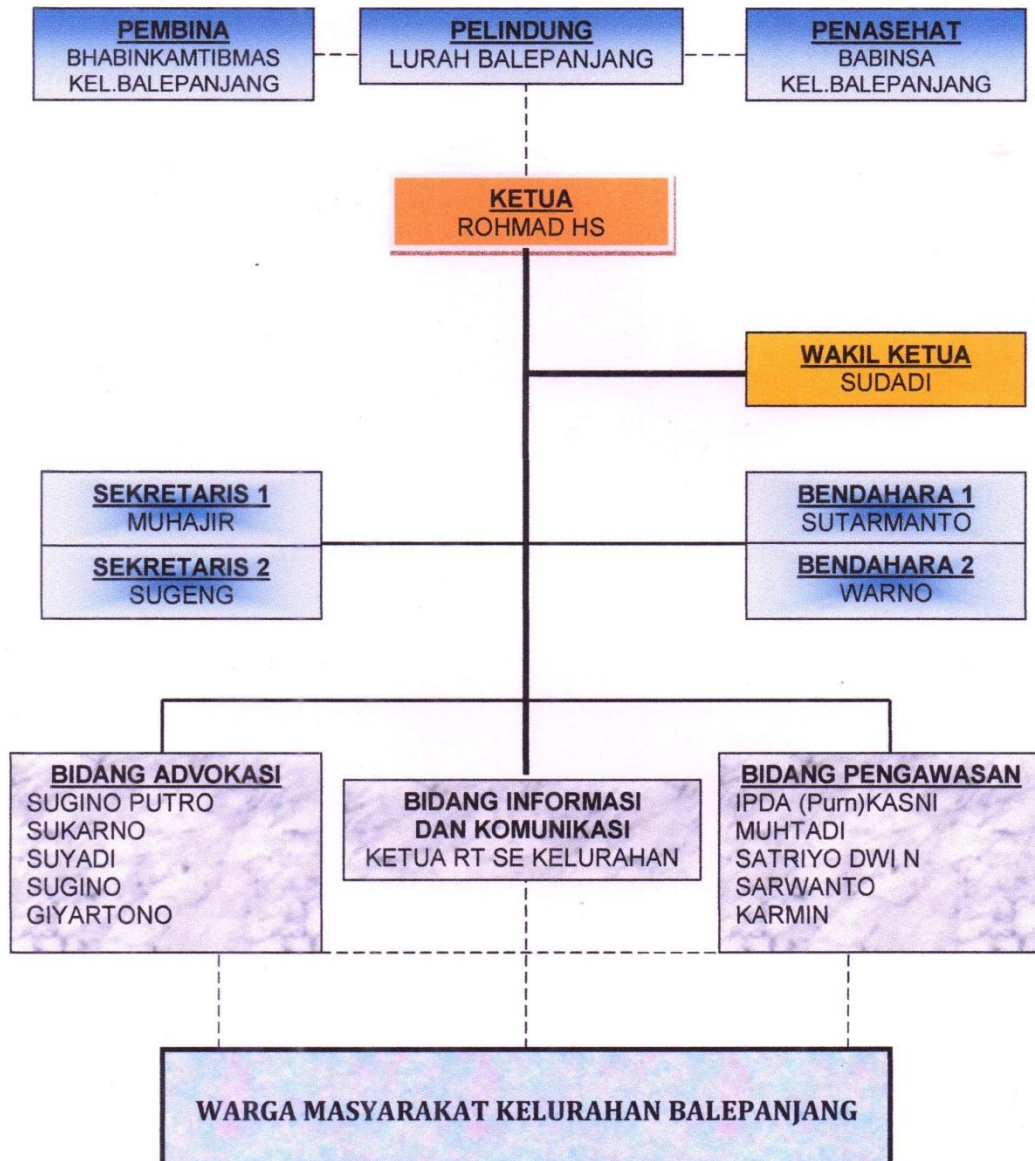 PEMBINA
BHABINKAMTIBMAS
KEL.BALEPANJANG
PELINDUNG
LURAH BALEPANJANG
PENASEHAT
BABINSA
KEL.BALEPANJANG
KETUA
ROHMAD HS
WAKIL KETUA
SUDADI
SEKRETARIS 1
MUHAJIR
SEKRETARIS 2
SUGENG
BENDAHARA 1
SUTARMANTO
BENDAHARA 2
WARNO
BIDANG ADVOKASI
SUGINO PUTRO
SUKARNO
SUYADI
SUGINO
GIYARTONO
BIDANG INFORMASI
DAN KOMUNIKASI
KETUA RT SE KELURAHAN
BIDANG PENGAWASAN
IPDA (Purn)KASNI
MUHTADI
SATRIYO DWI N
SARWANTO
KARMIN
WARGA MASYARAKAT KELURAHAN BALEPANJANG